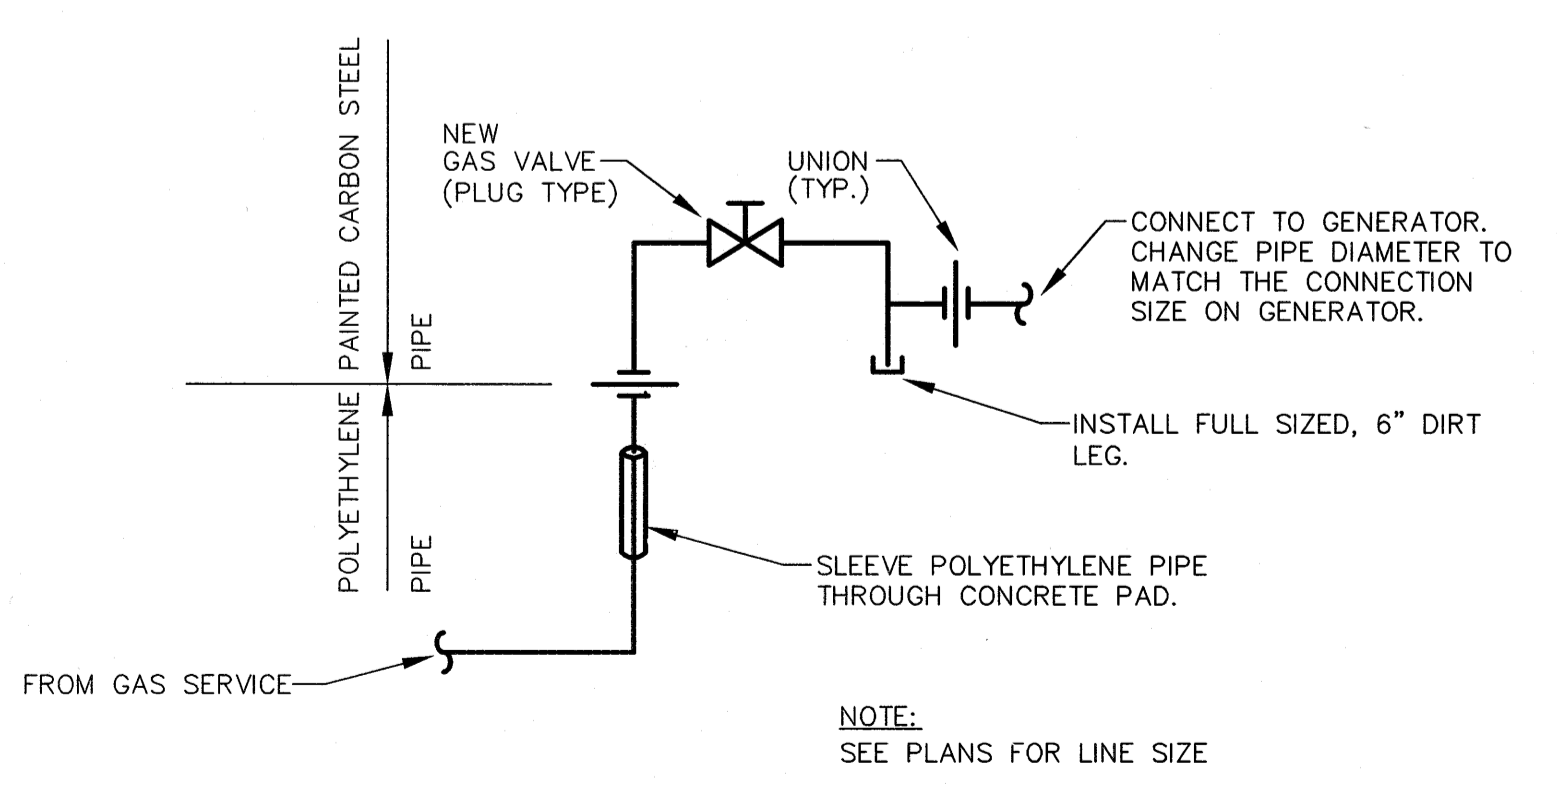 PAINTED CARBON STEEL
PIPE
POLYETHYLENE
PIPE
NEW
GAS VALVE
(PLUG TYPE)
UNION
(TYP.)
CONNECT TO GENERATOR.
CHANGE PIPE DIAMETER TO
MATCH THE CONNECTION
SIZE ON GENERATOR.
INSTALL FULL SIZED, 6" DIRT
LEG.
SLEEVE POLYETHYLENE PIPE
THROUGH CONCRETE PAD.
FROM GAS SERVICE
NOTE:
SEE PLANS FOR LINE SIZE